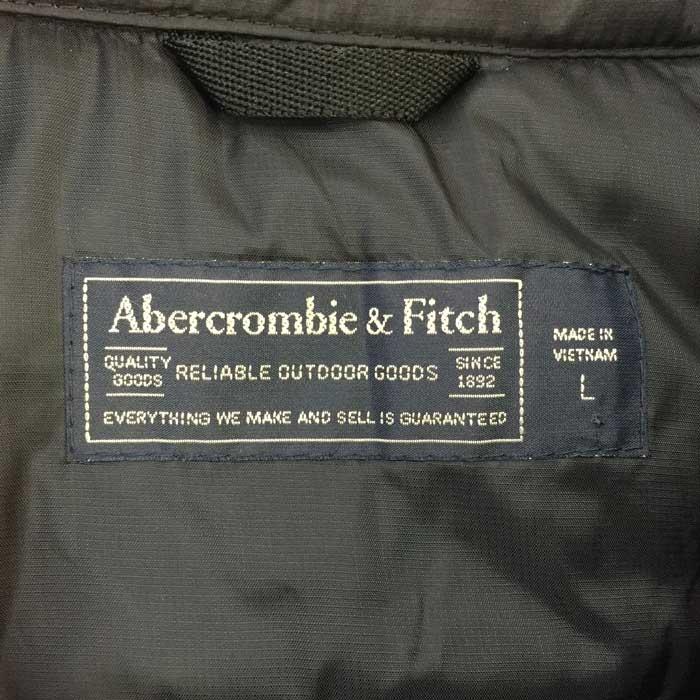 Abercrombie & Fitch
QUALITY
GOODS
RELIABLE OUTDOOR GOODS
SINCE
1892
EVERYTHING WE MAKE AND SELL IS GUARANTEED
MADE IN
VIETNAM
L